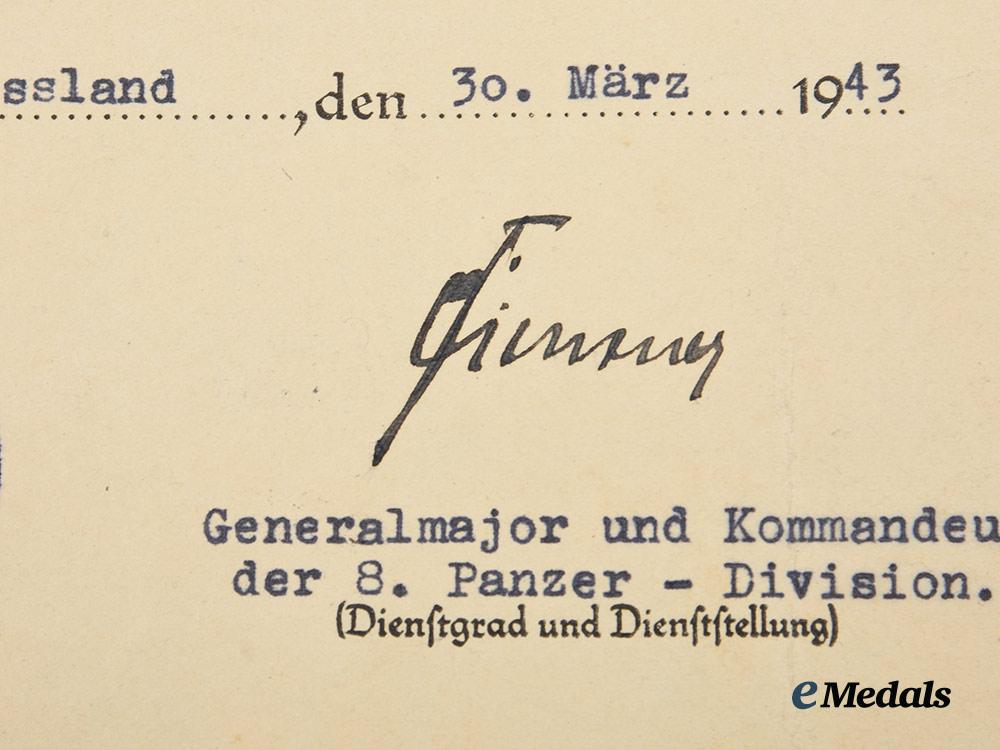 ssland , den 30. März 1943
Generalmajor und Kommandeu
der 8. Panzer - Division.
(Dienſtgrad und Dienſtſtellung)
eMedals